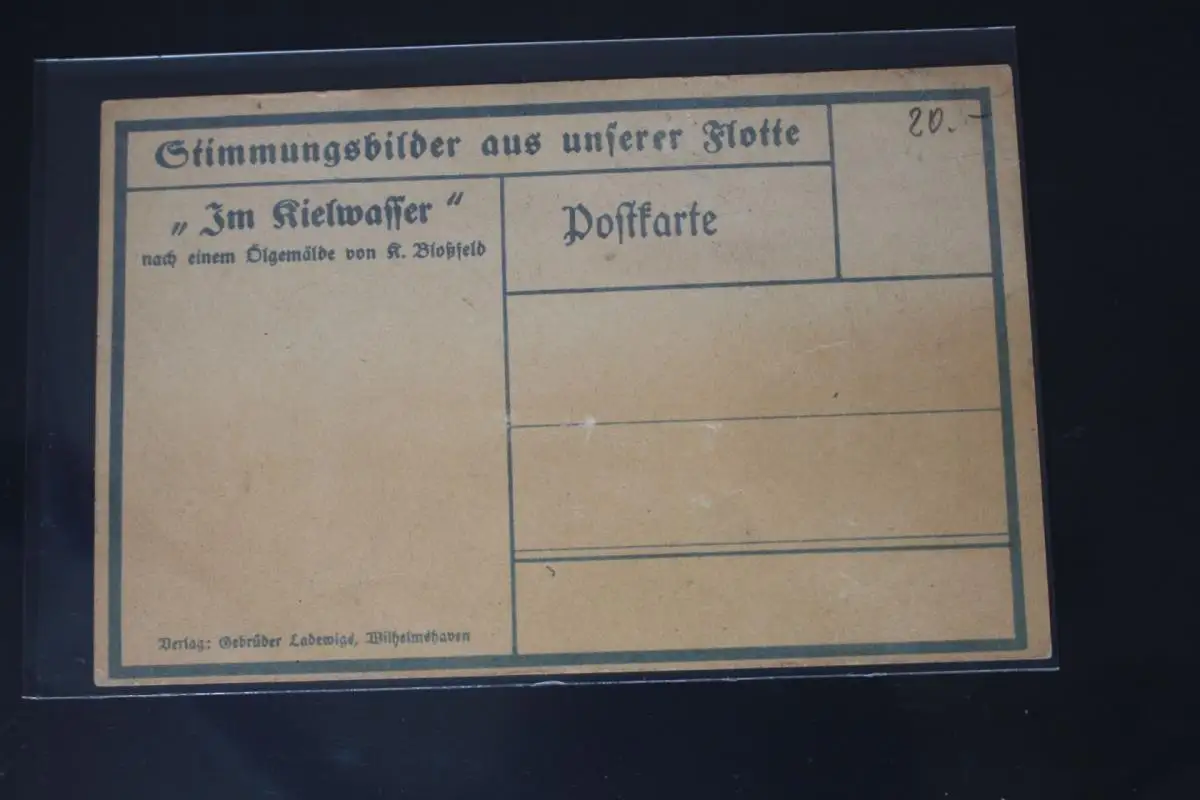 Stimmungsbilder aus unserer Flotte
20.-
„Im Kielwasser“
nach einem Ölgemälde von K. Bloßfeld
Postkarte
Verlag: Gebrüder Ladewigs, Wilhelmshaven